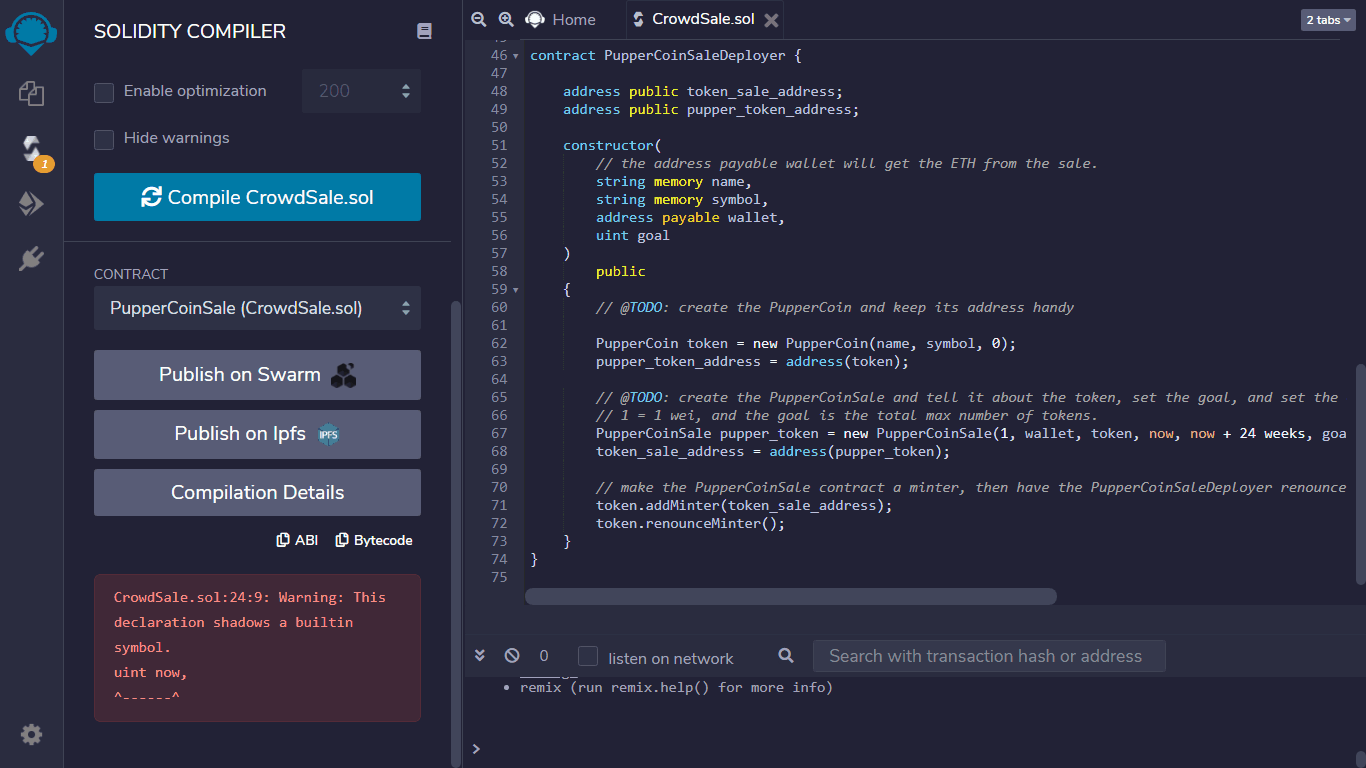 SOLIDITY COMPILER
Enable optimization
200
Hide warnings
1
Compile CrowdSale.sol
CONTRACT
PupperCoinSale (CrowdSale.sol)
Publish on Swarm
Publish on Ipfs
IPFS
Compilation Details
ABI
Bytecode
CrowdSale.sol:24:9: Warning: This
declaration shadows a builtin
symbol.
uint now,
^------^
Home
CrowdSale.sol
2 tabs
46 contract PupperCoinSaleDeployer {
47
48 address public token_sale_address;
49 address public pupper_token_address;
50
51 constructor(
52 // the address payable wallet will get the ETH from the sale.
53 string memory name,
54 string memory symbol,
55 address payable wallet,
56 uint goal
57 )
58 public
59 {
60 // @TODO: create the PupperCoin and keep its address handy
61
62 PupperCoin token = new PupperCoin(name, symbol, 0);
63 pupper_token_address = address(token);
64
65 // @TODO: create the PupperCoinSale and tell it about the token, set the goal, and set the
66 // 1 = 1 wei, and the goal is the total max number of tokens.
67 PupperCoinSale pupper_token = new PupperCoinSale(1, wallet, token, now, now + 24 weeks, goa
68 token_sale_address = address(pupper_token);
69
70 // make the PupperCoinSale contract a minter, then have the PupperCoinSaleDeployer renounce
71 token.addMinter(token_sale_address);
72 token.renounceMinter();
73 }
74 }
75
0
listen on network
Search with transaction hash or address
• remix (run remix.help() for more info)
>